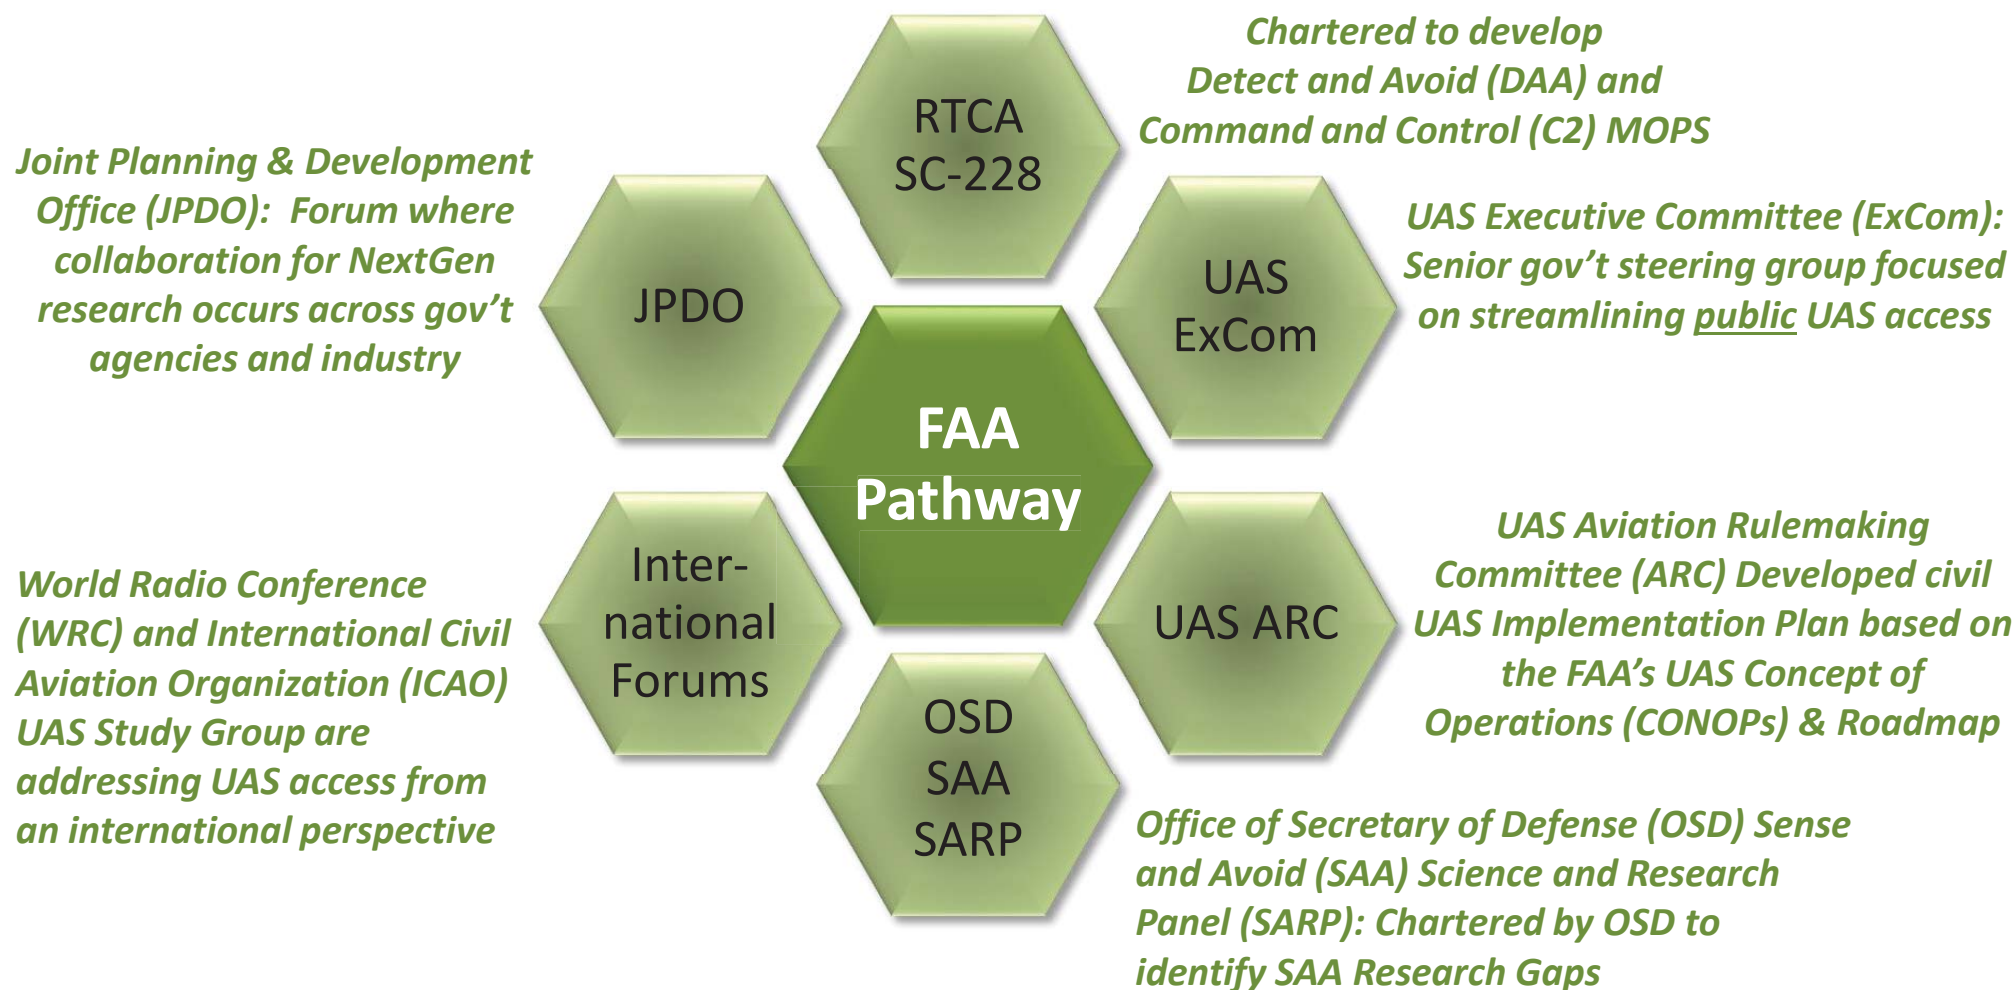 RTCA
SC-228
Chartered to develop
Detect and Avoid (DAA) and
Command and Control (C2) MOPS
Joint Planning & Development
Office (JPDO):  Forum where
collaboration for NextGen
research occurs across gov’t
agencies and industry
JPDO
UAS
ExCom
UAS Executive Committee (ExCom):
Senior gov’t steering group focused
on streamlining public UAS access
FAA
Pathway
World Radio Conference
(WRC) and International Civil
Aviation Organization (ICAO)
UAS Study Group are
addressing UAS access from
an international perspective
Inter-
national
Forums
UAS ARC
UAS Aviation Rulemaking
Committee (ARC) Developed civil
UAS Implementation Plan based on
the FAA’s UAS Concept of
Operations (CONOPs) & Roadmap
OSD
SAA
SARP
Office of Secretary of Defense (OSD) Sense
and Avoid (SAA) Science and Research
Panel (SARP): Chartered by OSD to
identify SAA Research Gaps